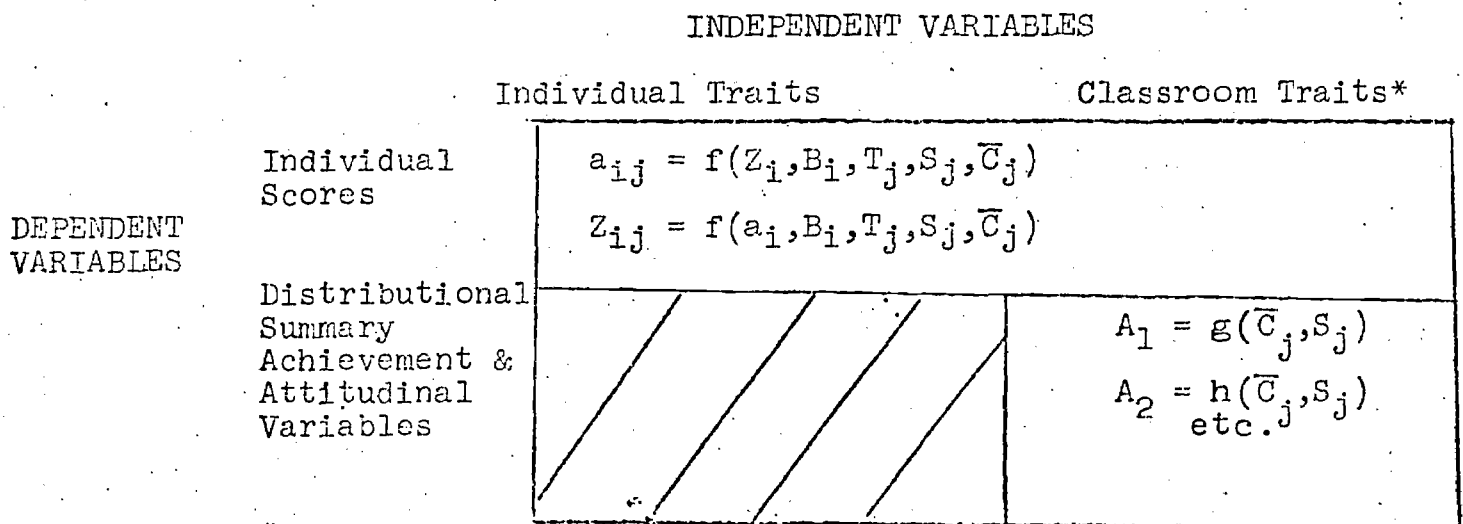 INDEPENDENT VARIABLES
Individual Traits Classroom Traits*
Individual
Scores
a_ij = f(Z_i,B_i,T_j,S_j,C̅_j)
Z_ij = f(a_i,B_i,T_j,S_j,C̅_j)
DEPENDENT
VARIABLES
Distributional
Summary
Achievement &
Attitudinal
Variables
A_1 = g(C̅_j,S_j)
A_2 = h(C̅_j,S_j)
etc.